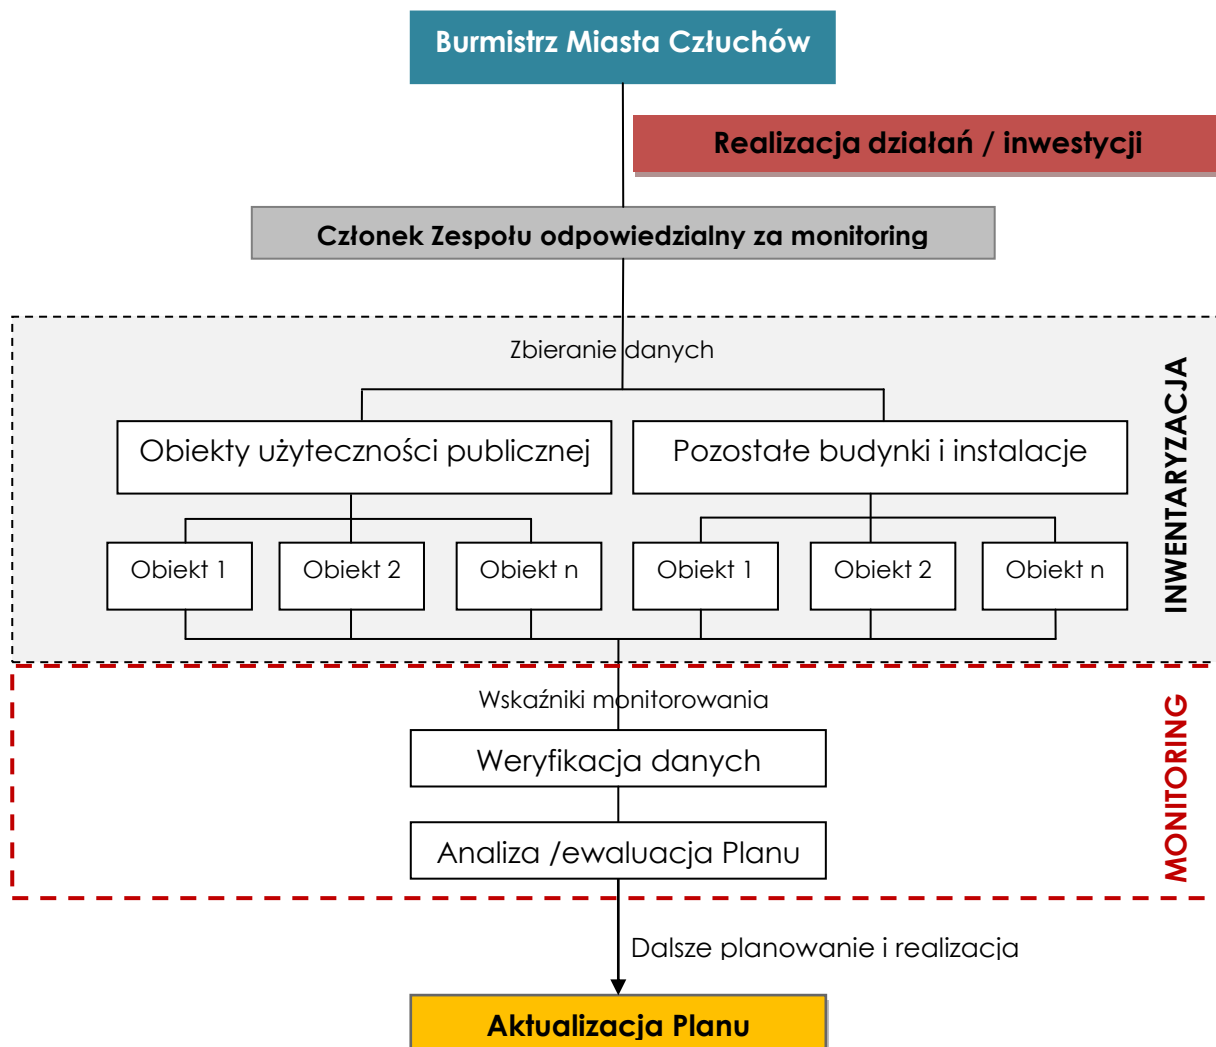 Burmistrz Miasta Człuchów
Realizacja działań / inwestycji
Członek Zespołu odpowiedzialny za monitoring
Zbieranie danych
INWENTARYZACJA
Obiekty użyteczności publicznej
Pozostałe budynki i instalacje
Obiekt 1
Obiekt 2
Obiekt n
Obiekt 1
Obiekt 2
Obiekt n
Wskaźniki monitorowania
MONITORING
Weryfikacja danych
Analiza /ewaluacja Planu
Dalsze planowanie i realizacja
Aktualizacja Planu